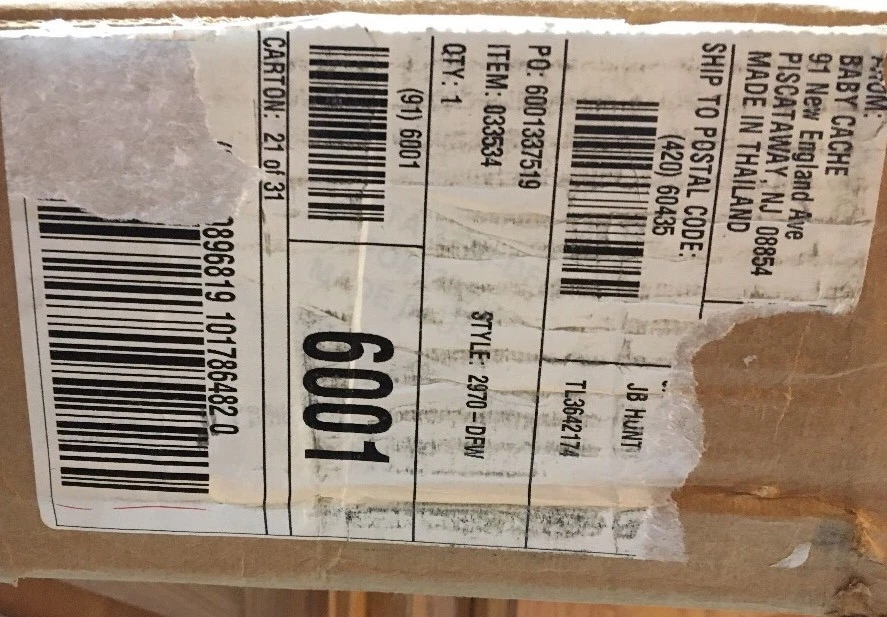 FROM:
BABY CACHE
91 New England Ave
PISCATAWAY, NJ 08854
MADE IN THAILAND
SHIP TO POSTAL CODE:
(420) 60435
JB HUNT
TL3642174
PO: 6001337519
ITEM: 033534
STYLE: 2970-DFW
QTY: 1
(91) 6001
6001
CARTON: 21 of 31
896819 101786482 0